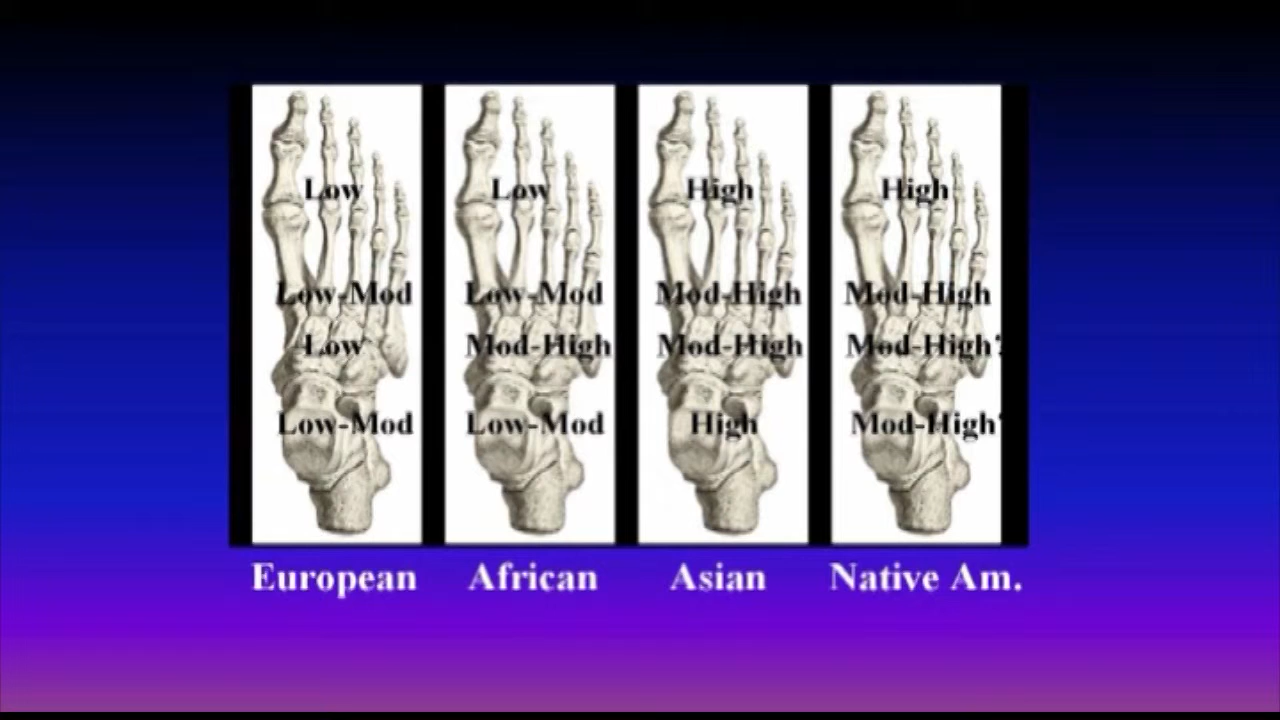 Low Low High High
Low-Mod Low-Mod Mod-High Mod-High
Low Mod-High Mod-High Mod-High?
Low-Mod Low-Mod High Mod-High?
European African Asian Native Am.